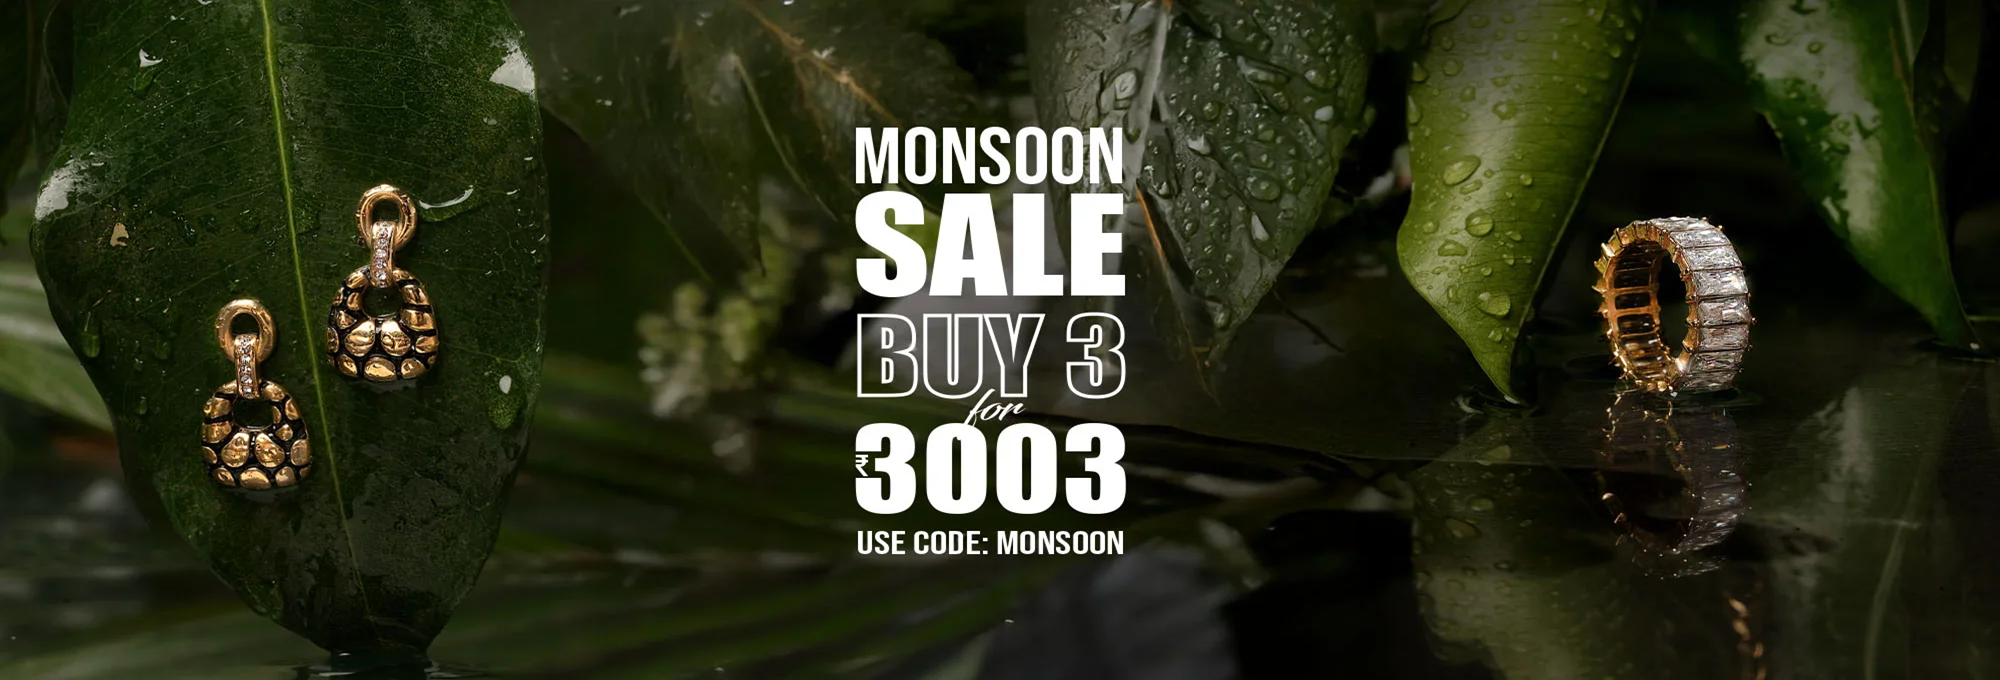 MONSOON
SALE
BUY 3
for
₹3003
USE CODE: MONSOON